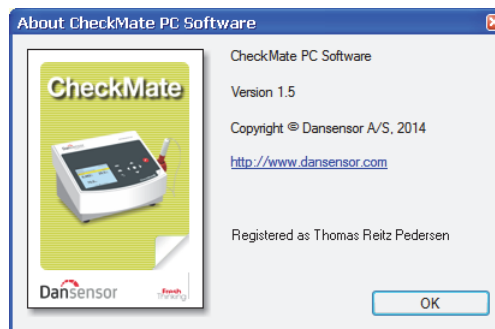 About CheckMate PC Software
CheckMate
Dansensor
Fresh
thinking
CheckMate PC Software
Version 1.5
Copyright © Dansensor A/S, 2014
http://www.dansensor.com
Registered as Thomas Reitz Pedersen
OK